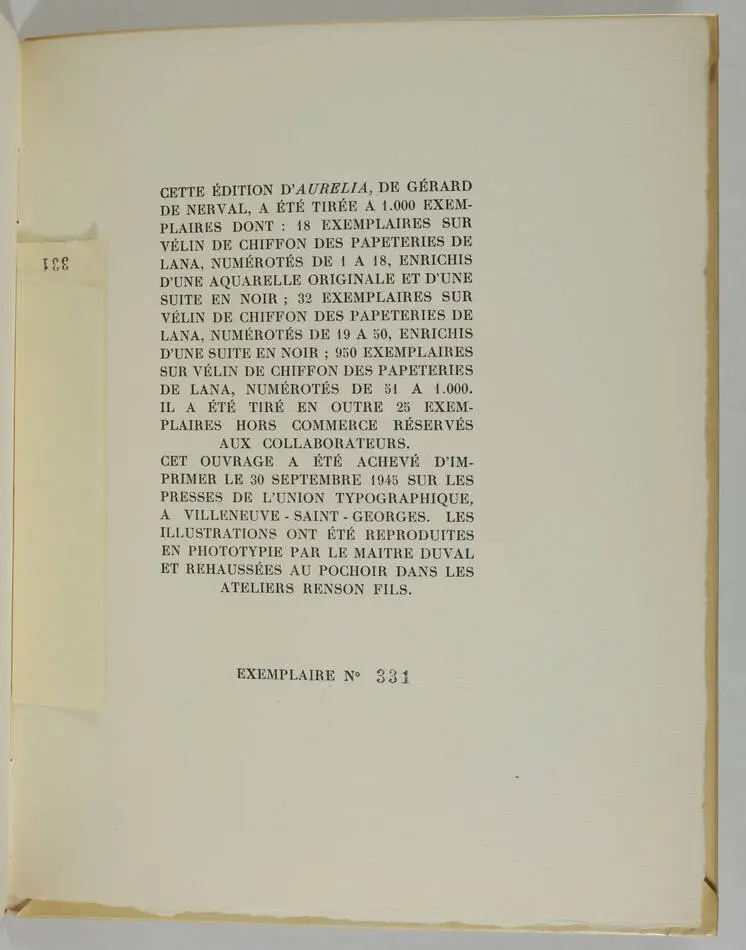 CETTE ÉDITION D'AURELIA, DE GÉRARD
DE NERVAL, A ÉTÉ TIRÉE A 1.000 EXEM-
PLAIRES DONT : 18 EXEMPLAIRES SUR
VÉLIN DE CHIFFON DES PAPETERIES DE
LANA, NUMÉROTÉS DE 1 A 18, ENRICHIS
D'UNE AQUARELLE ORIGINALE ET D'UNE
SUITE EN NOIR ; 32 EXEMPLAIRES SUR
VÉLIN DE CHIFFON DES PAPETERIES DE
LANA, NUMÉROTÉS DE 19 A 50, ENRICHIS
D'UNE SUITE EN NOIR ; 950 EXEMPLAIRES
SUR VÉLIN DE CHIFFON DES PAPETERIES
DE LANA, NUMÉROTÉS DE 51 A 1.000.
IL A ÉTÉ TIRÉ EN OUTRE 25 EXEM-
PLAIRES HORS COMMERCE RÉSERVÉS
AUX COLLABORATEURS.
CET OUVRAGE A ÉTÉ ACHEVÉ D'IM-
PRIMER LE 30 SEPTEMBRE 1945 SUR LES
PRESSES DE L'UNION TYPOGRAPHIQUE,
A VILLENEUVE - SAINT - GEORGES. LES
ILLUSTRATIONS ONT ÉTÉ REPRODUITES
EN PHOTOTYPIE PAR LE MAITRE DUVAL
ET REHAUSSÉES AU POCHOIR DANS LES
ATELIERS RENSON FILS.
EXEMPLAIRE Nº 331
331